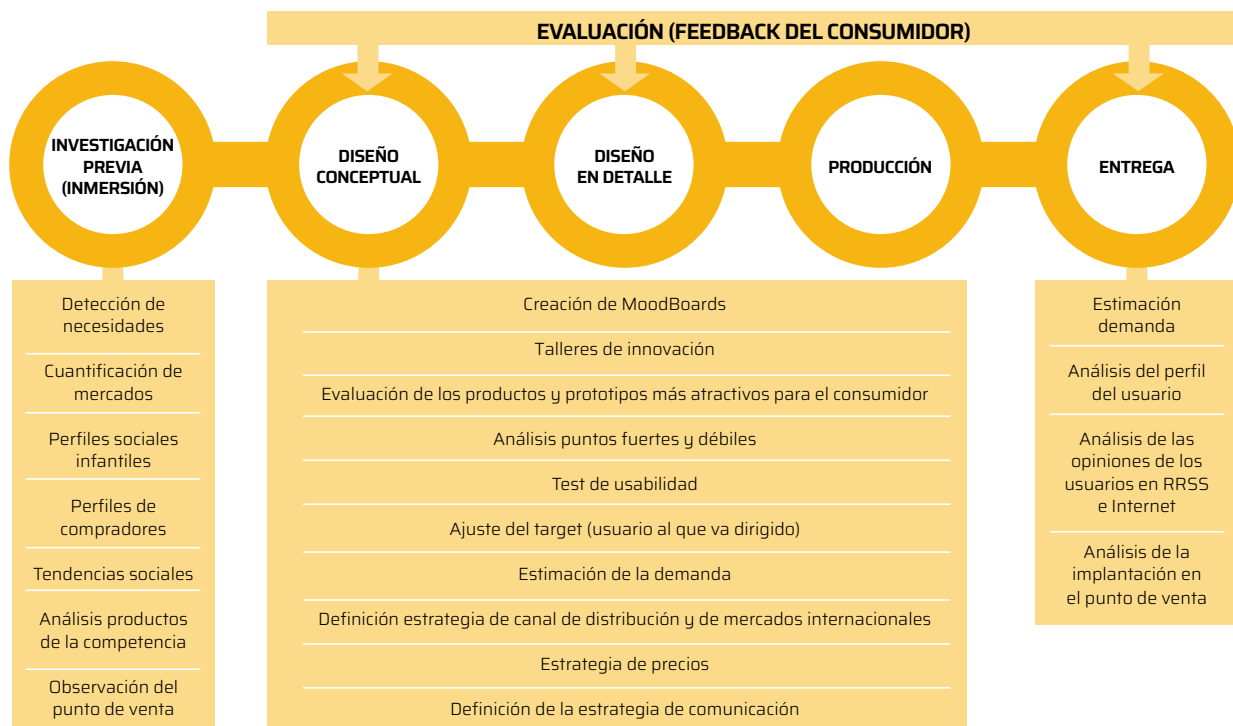 EVALUACIÓN (FEEDBACK DEL CONSUMIDOR)
INVESTIGACIÓN
PREVIA
(INMERSIÓN)
DISEÑO
CONCEPTUAL
DISEÑO
EN DETALLE
PRODUCCIÓN
ENTREGA
Detección de
necesidades
Cuantificación de
mercados
Perfiles sociales
infantiles
Perfiles de
compradores
Tendencias sociales
Análisis productos
de la competencia
Observación del
punto de venta
Creación de MoodBoards
Talleres de innovación
Evaluación de los productos y prototipos más atractivos para el consumidor
Análisis puntos fuertes y débiles
Test de usabilidad
Ajuste del target (usuario al que va dirigido)
Estimación de la demanda
Definición estrategia de canal de distribución y de mercados internacionales
Estrategia de precios
Definición de la estrategia de comunicación
Estimación
demanda
Análisis del perfil
del usuario
Análisis de las
opiniones de los
usuarios en RRSS
e Internet
Análisis de la
implantación en
el punto de venta